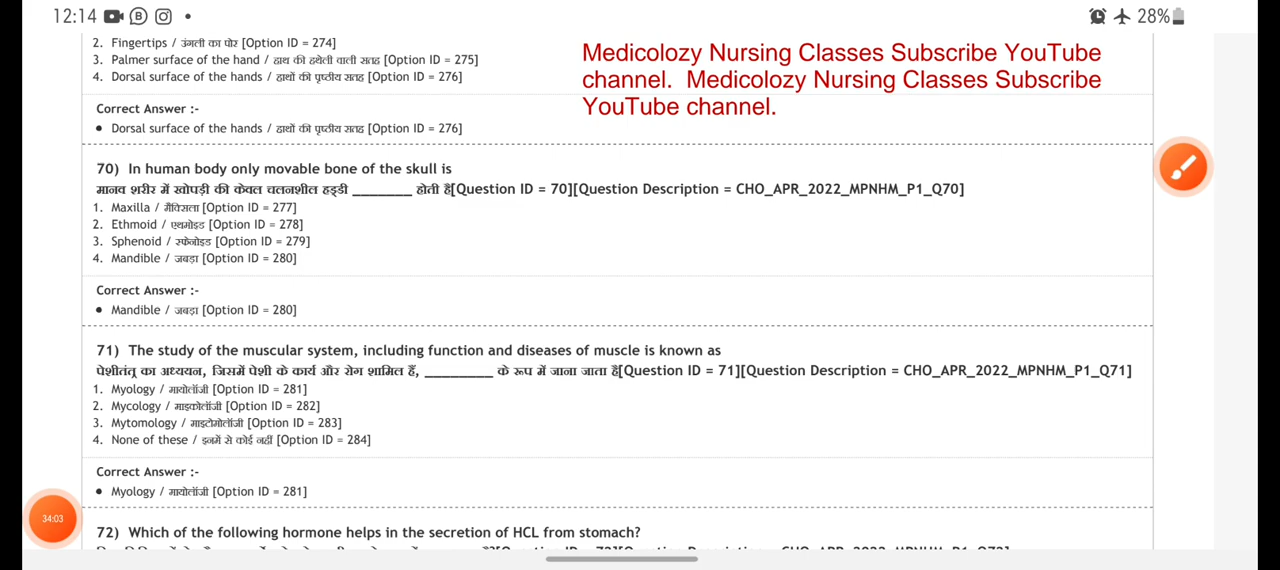 12:14
28%
2. Fingertips / उंगली का पोर [Option ID = 274]
3. Palmer surface of the hand / हाथ की हथेली वाली सतह [Option ID = 275]
4. Dorsal surface of the hands / हाथों की पृष्ठीय सतह [Option ID = 276]
Medicolozy Nursing Classes Subscribe YouTube
channel. Medicolozy Nursing Classes Subscribe
YouTube channel.
Correct Answer :-
• Dorsal surface of the hands / हाथों की पृष्ठीय सतह [Option ID = 276]
70) In human body only movable bone of the skull is
मानव शरीर में खोपड़ी की केवल चलनशील हड्डी _______ होती है[Question ID = 70][Question Description = CHO_APR_2022_MPNHM_P1_Q70]
1. Maxilla / मैक्सिला [Option ID = 277]
2. Ethmoid / एथमोइड [Option ID = 278]
3. Sphenoid / स्फेनोइड [Option ID = 279]
4. Mandible / जबड़ा [Option ID = 280]
Correct Answer :-
• Mandible / जबड़ा [Option ID = 280]
71) The study of the muscular system, including function and diseases of muscle is known as
पेशीतंत् का अध्ययन, जिसमें पेशी के कार्य और रोग शामिल हैं, ________ के रूप में जाना जाता है[Question ID = 71][Question Description = CHO_APR_2022_MPNHM_P1_Q71]
1. Myology / मायोलॉजी [Option ID = 281]
2. Mycology / माइकोलॉजी [Option ID = 282]
3. Mytomology / माइटोमोलॉजी [Option ID = 283]
4. None of these / इनमें से कोई नहीं [Option ID = 284]
Correct Answer :-
• Myology / मायोलॉजी [Option ID = 281]
34:03
72) Which of the following hormone helps in the secretion of HCL from stomach?